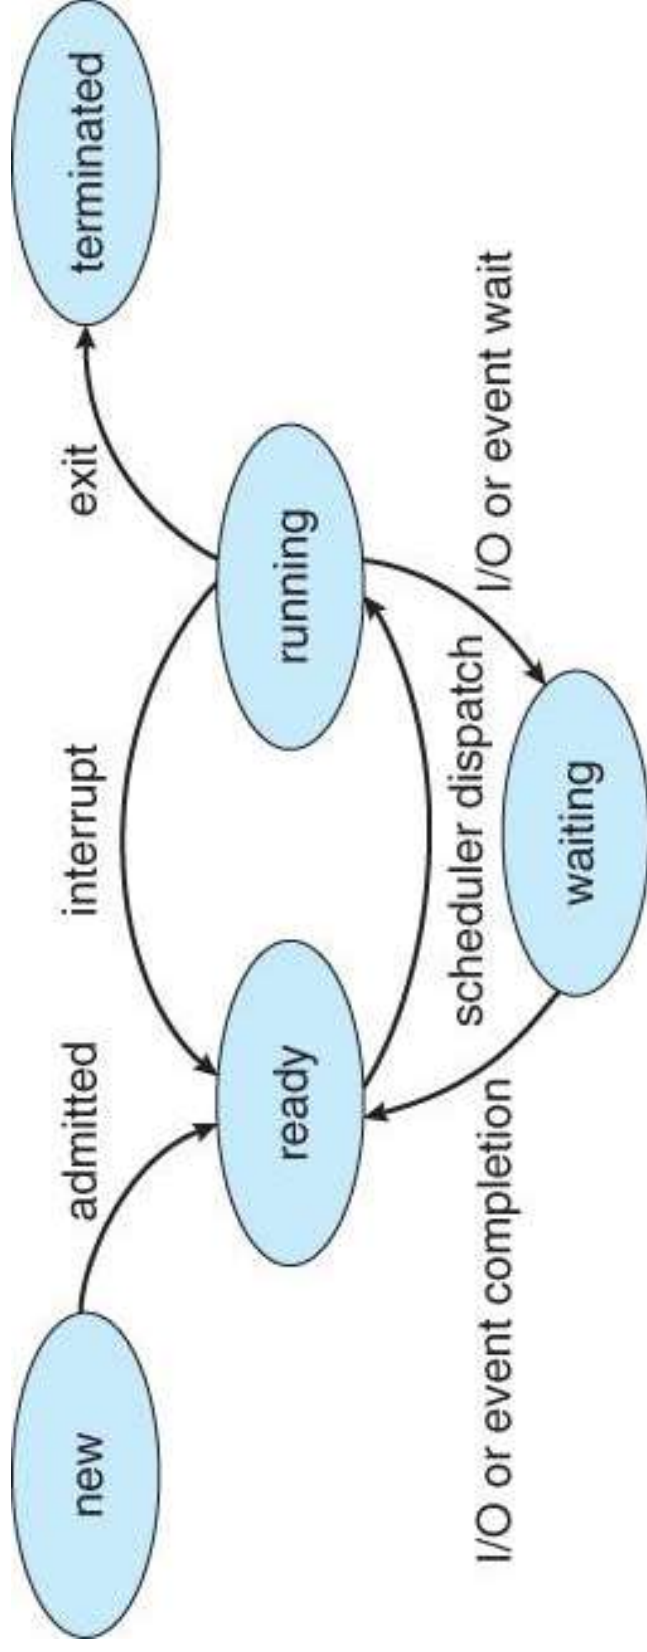 new
admitted
interrupt
exit
terminated
ready
running
I/O or event completion
scheduler dispatch
I/O or event wait
waiting